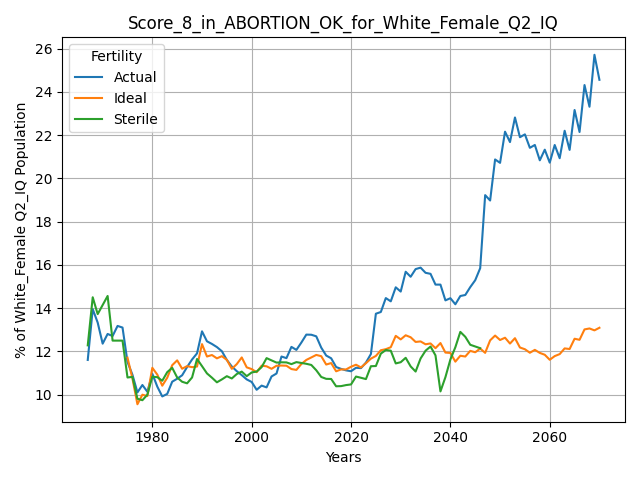 Score_8_in_ABORTION_OK_for_White_Female_Q2_IQ
Fertility
Actual
Ideal
Sterile
% of White_Female Q2_IQ Population
26
24
22
20
18
16
14
12
10
1980
2000
2020
2040
2060
Years